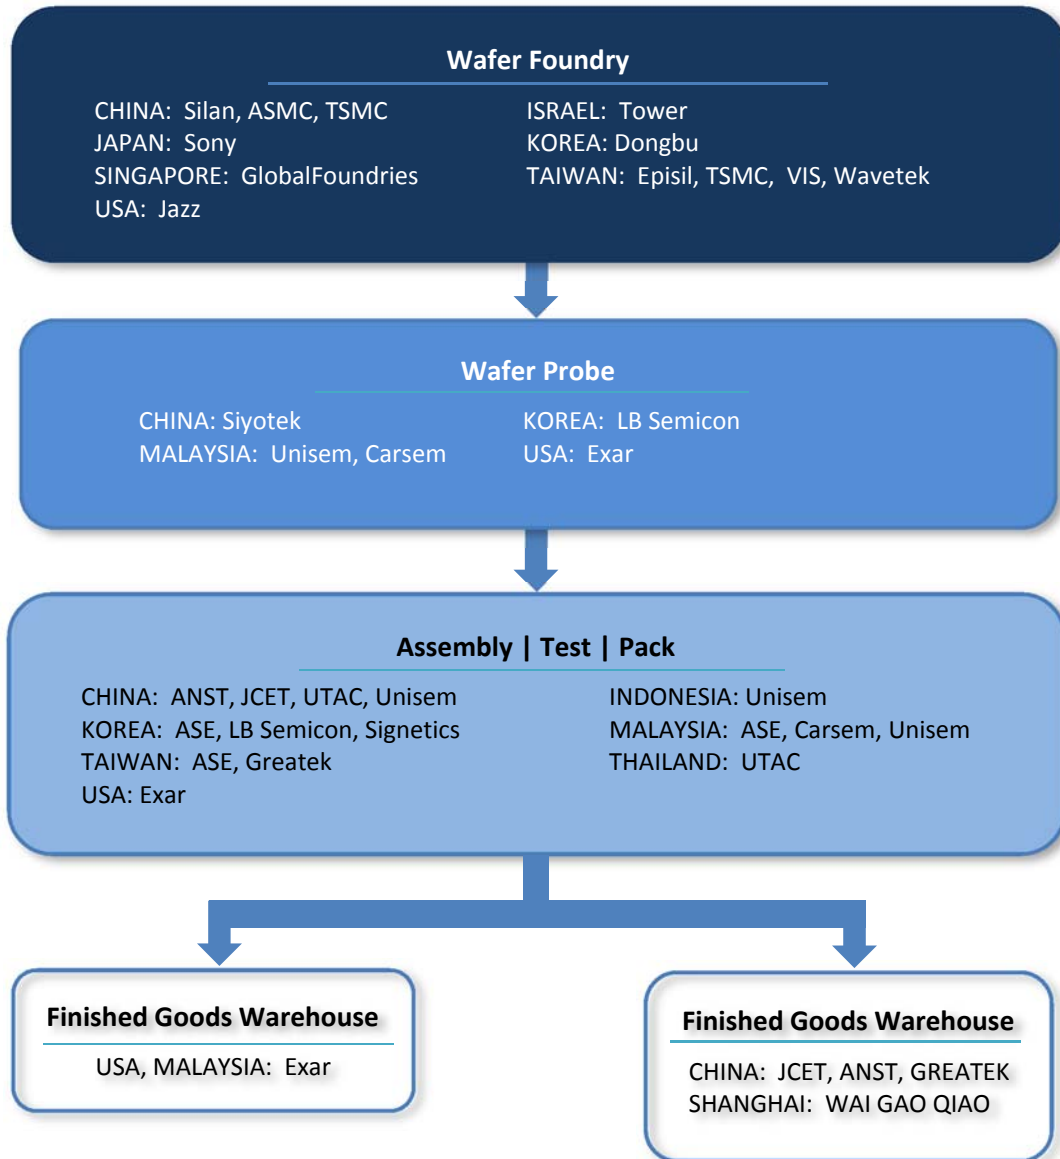 Wafer Foundry
CHINA: Silan, ASMC, TSMC
JAPAN: Sony
SINGAPORE: GlobalFoundries
USA: Jazz
ISRAEL: Tower
KOREA: Dongbu
TAIWAN: Episil, TSMC, VIS, Wavetek
Wafer Probe
CHINA: Siyotek
MALAYSIA: Unisem, Carsem
KOREA: LB Semicon
USA: Exar
Assembly | Test | Pack
CHINA: ANST, JCET, UTAC, Unisem
KOREA: ASE, LB Semicon, Signetics
TAIWAN: ASE, Greatek
USA: Exar
INDONESIA: Unisem
MALAYSIA: ASE, Carsem, Unisem
THAILAND: UTAC
Finished Goods Warehouse
USA, MALAYSIA: Exar
Finished Goods Warehouse
CHINA: JCET, ANST, GREATEK
SHANGHAI: WAI GAO QIAO